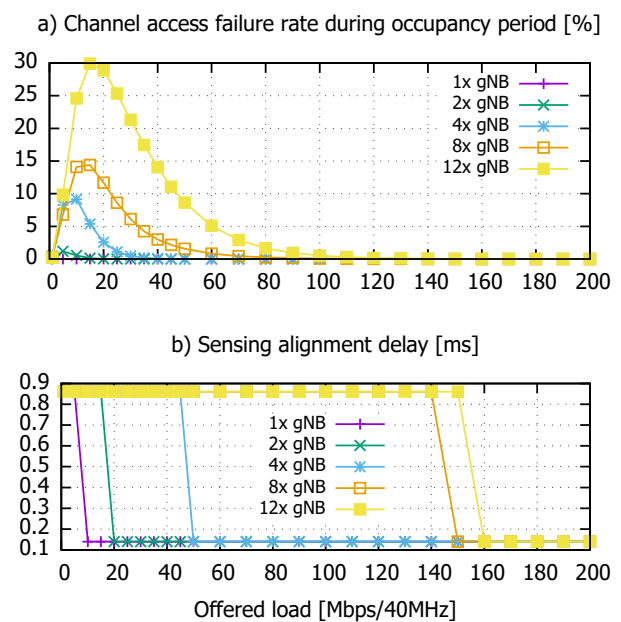 a) Channel access failure rate during occupancy period [%]
30
25
20
15
10
5
0
1x gNB
2x gNB
4x gNB
8x gNB
12x gNB
0 20 40 60 80 100 120 140 160 180 200
b) Sensing alignment delay [ms]
0.9
0.8
0.7
0.6
0.5
0.4
0.3
0.2
0.1
1x gNB
2x gNB
4x gNB
8x gNB
12x gNB
0 20 40 60 80 100 120 140 160 180 200
Offered load [Mbps/40MHz]